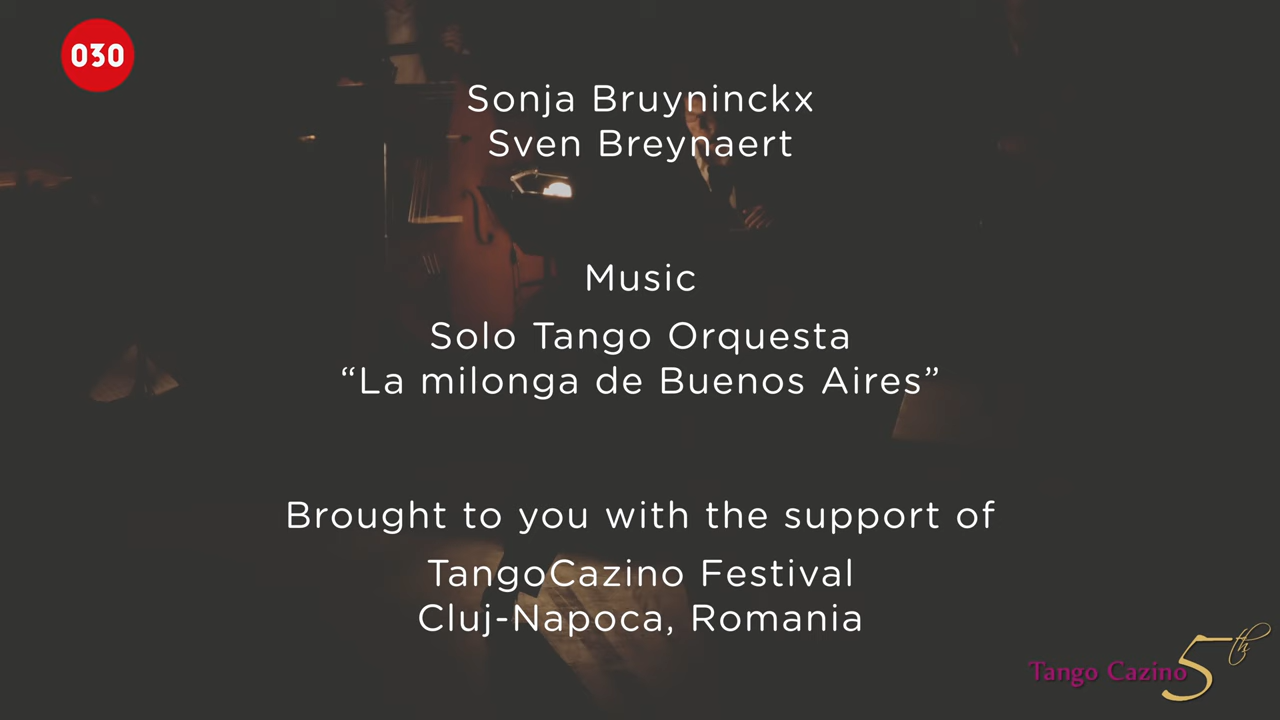 030
Sonja Bruyninckx
Sven Breynaert
Music
Solo Tango Orquesta
“La milonga de Buenos Aires”
Brought to you with the support of
TangoCazino Festival
Cluj-Napoca, Romania
Tango Cazino 5th